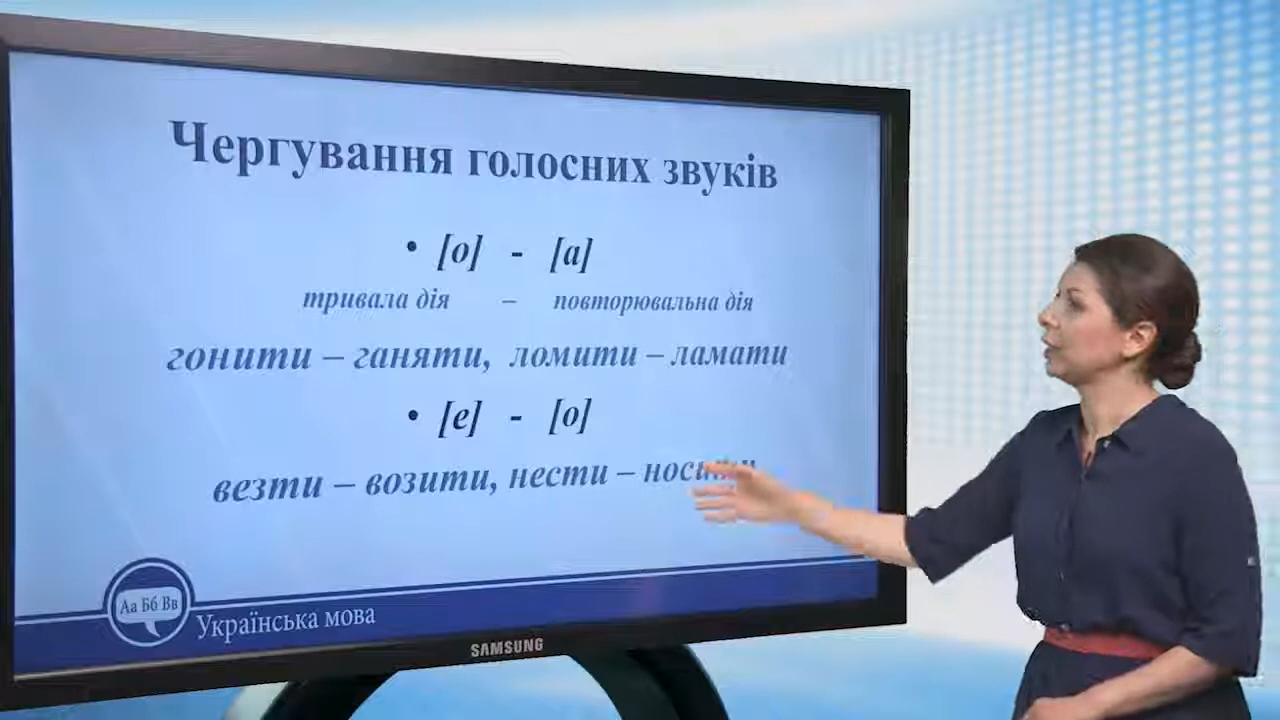 Чергування голосних звуків
• [о] - [а]
тривала дія – повторювальна дія
гонити – ганяти, ломити – ламати
• [е] - [о]
везти – возити, нести –
Аа Бб Вв
Українська мова
SAMSUNG